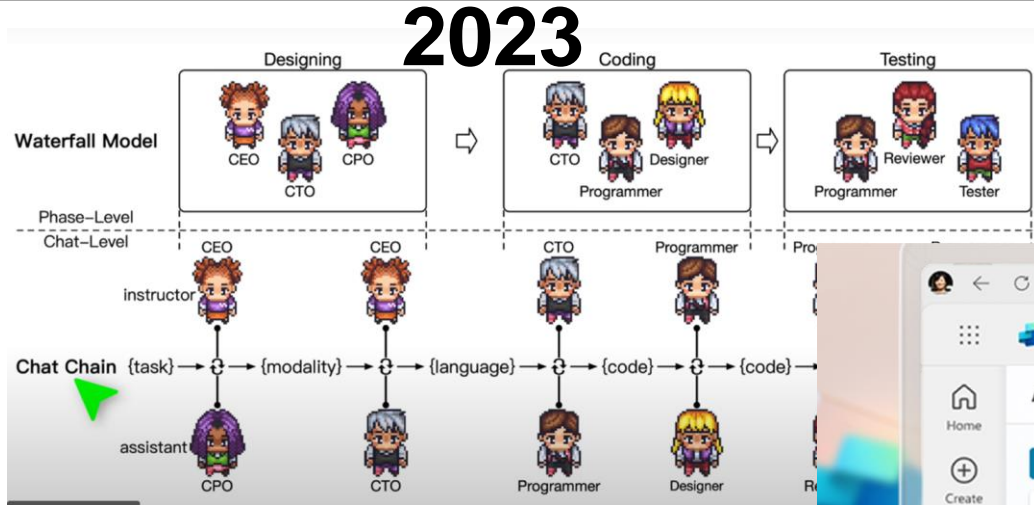 2023
Designing
Coding
Testing
Waterfall Model
CEO
CTO
CPO
CTO
Programmer
Designer
Programmer
Reviewer
Tester
Phase-Level
Chat-Level
CEO
CEO
CTO
Programmer
instructor
Chat Chain {task} {modality} {language} {code} {code}
assistant
CPO
CTO
Programmer
Designer
Home
Create